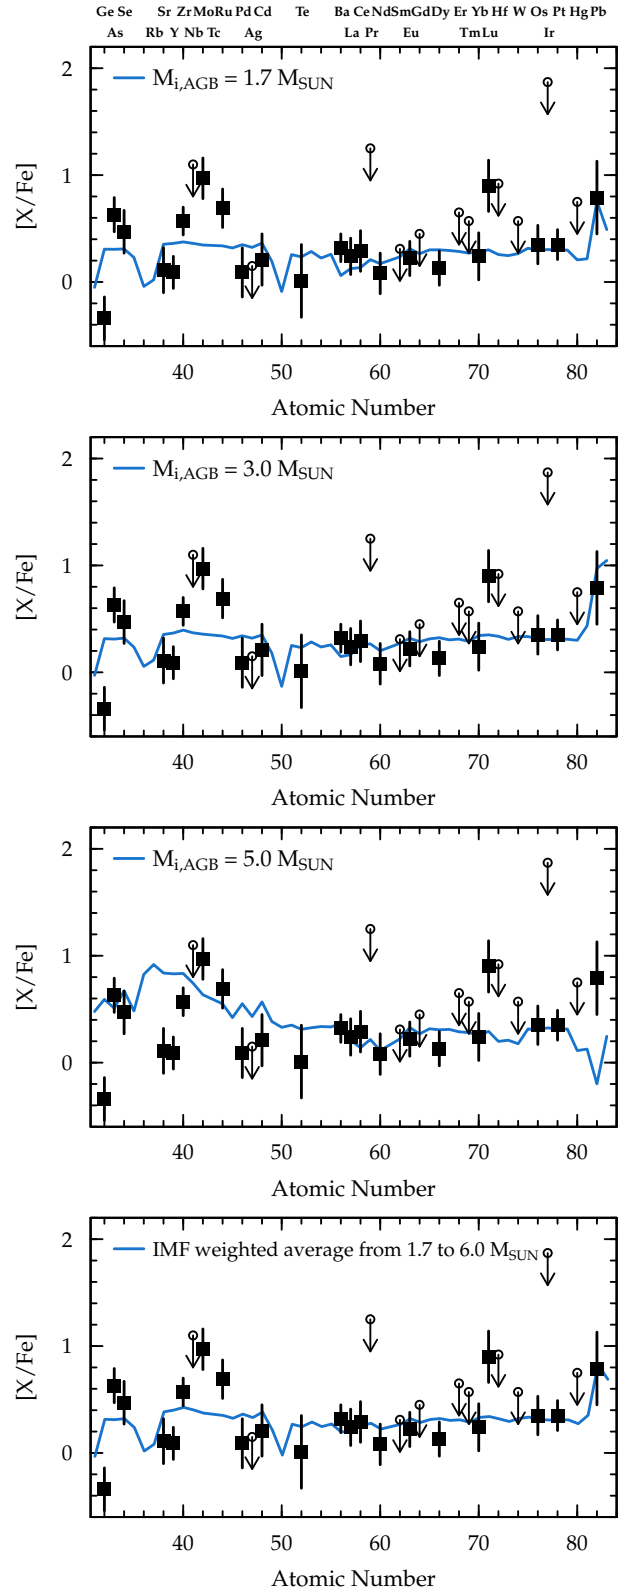 Ge Se Sr Zr Mo Ru Pd Cd Te Ba Ce Nd Sm Gd Dy Er Yb Hf W Os Pt Hg Pb
As Rb Y Nb Tc Ag La Pr Eu Tm Lu Ir
2
M_i,AGB = 1.7 M_SUN
1
[X/Fe]
0
40 50 60 70 80
Atomic Number
2
M_i,AGB = 3.0 M_SUN
1
[X/Fe]
0
40 50 60 70 80
Atomic Number
2
M_i,AGB = 5.0 M_SUN
1
[X/Fe]
0
40 50 60 70 80
Atomic Number
2
IMF weighted average from 1.7 to 6.0 M_SUN
1
[X/Fe]
0
40 50 60 70 80
Atomic Number